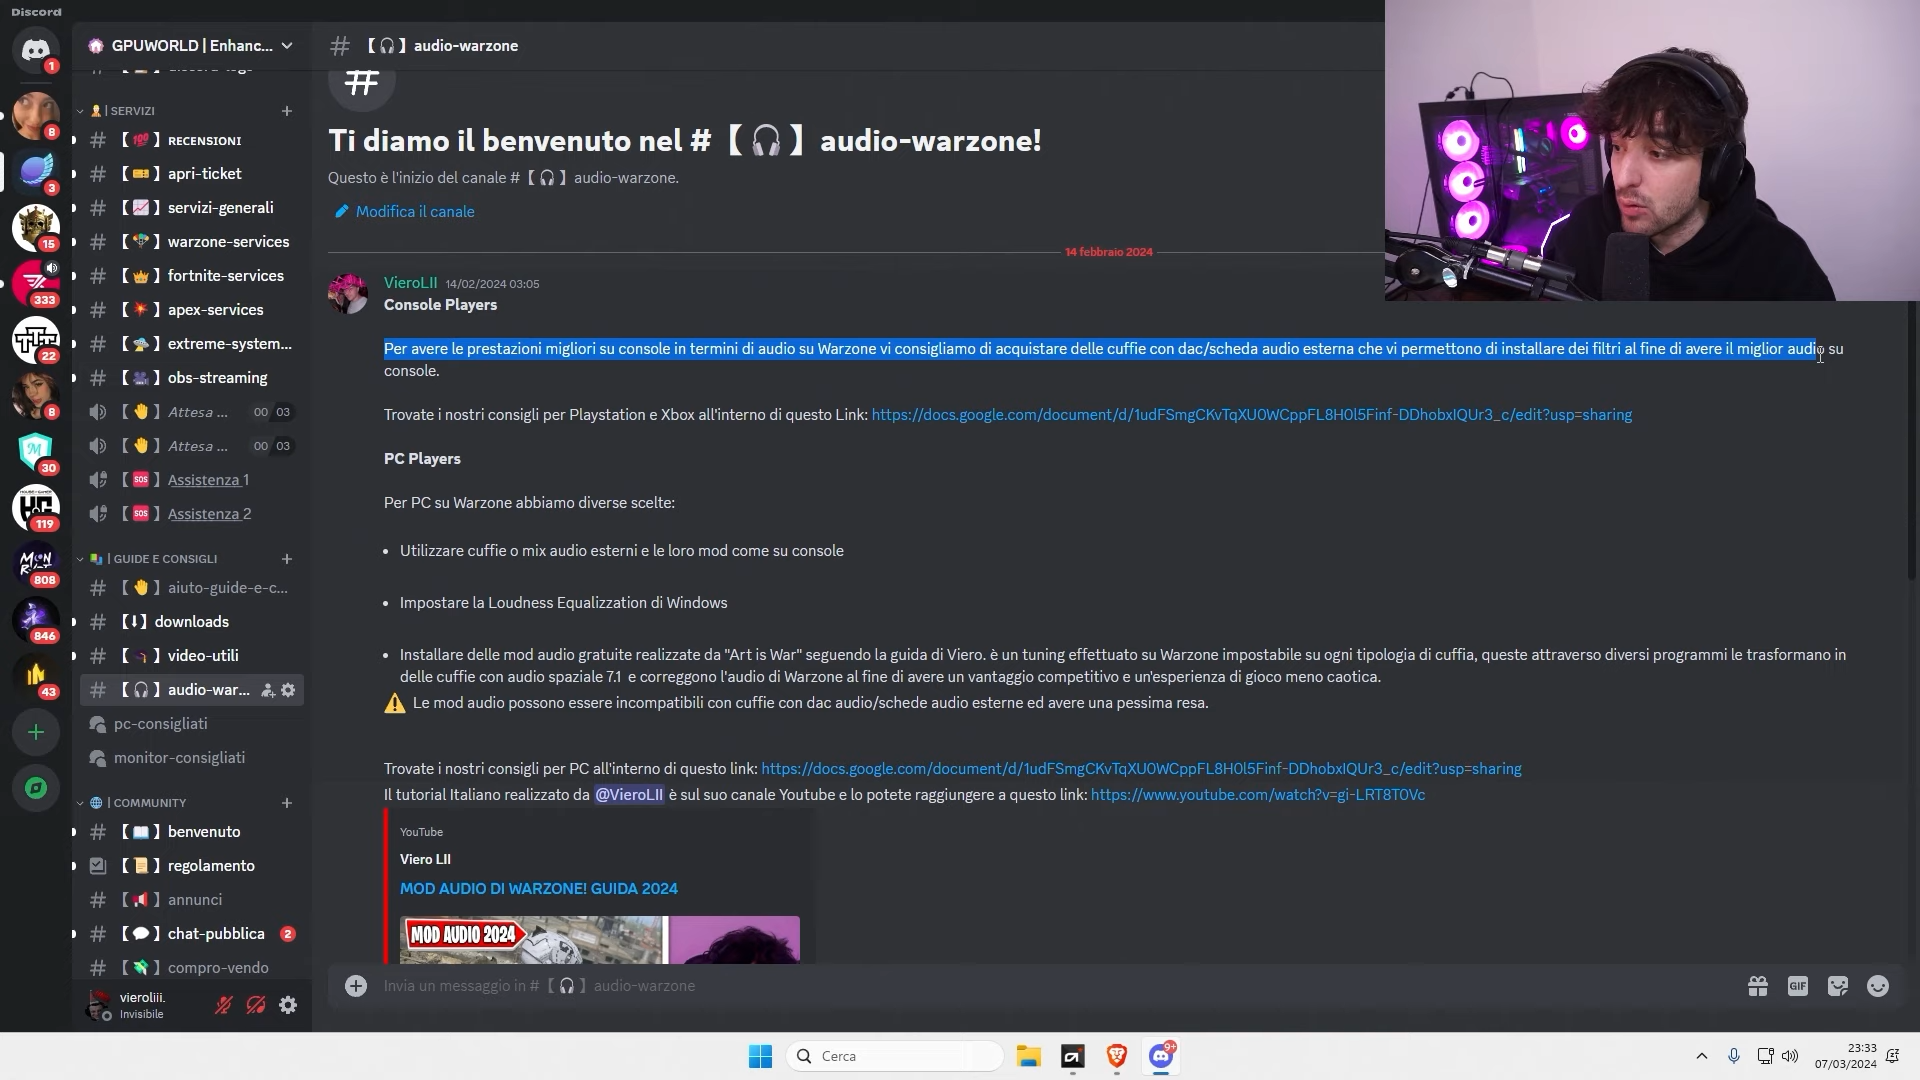 Discord
GPUWORLD | Enhanc...
# 【🎧】audio-warzone
| SERVIZI
【💯】RECENSIONI
【🎫】apri-ticket
【📈】servizi-generali
【🪂】warzone-services
【👑】fortnite-services
【💥】apex-services
【🛸】extreme-system...
【🎥】obs-streaming
【👋】Attesa ... 00 03
【👋】Attesa ... 00 03
【🆘】Assistenza 1
【🆘】Assistenza 2
| GUIDE E CONSIGLI
【👋】aiuto-guide-e-c...
【⬇】downloads
【】video-utili
【🎧】audio-war...
pc-consigliati
monitor-consigliati
| COMMUNITY
【📖】benvenuto
【📜】regolamento
【📢】annunci
【💬】chat-pubblica 2
【💸】compro-vendo
vieroliii.
Invisibile
1
8
3
15
333
22
8
30
119
808
846
43
Ti diamo il benvenuto nel #【🎧】audio-warzone!
Questo è l'inizio del canale #【🎧】audio-warzone.
Modifica il canale
14 febbraio 2024
VieroLII 14/02/2024 03:05
Console Players
Per avere le prestazioni migliori su console in termini di audio su Warzone vi consigliamo di acquistare delle cuffie con dac/scheda audio esterna che vi permettono di installare dei filtri al fine di avere il miglior audio su
console.
Trovate i nostri consigli per Playstation e Xbox all'interno di questo Link: https://docs.google.com/document/d/1udFSmgCKvTqXU0WCppFL8H0l5Finf-DDhobxIQUr3_c/edit?usp=sharing
PC Players
Per PC su Warzone abbiamo diverse scelte:
• Utilizzare cuffie o mix audio esterni e le loro mod come su console
• Impostare la Loudness Equalizzation di Windows
• Installare delle mod audio gratuite realizzate da "Art is War" seguendo la guida di Viero. è un tuning effettuato su Warzone impostabile su ogni tipologia di cuffia, queste attraverso diversi programmi le trasformano in
delle cuffie con audio spaziale 7.1 e correggono l'audio di Warzone al fine di avere un vantaggio competitivo e un'esperienza di gioco meno caotica.
⚠️ Le mod audio possono essere incompatibili con cuffie con dac audio/schede audio esterne ed avere una pessima resa.
Trovate i nostri consigli per PC all'interno di questo link: https://docs.google.com/document/d/1udFSmgCKvTqXU0WCppFL8H0l5Finf-DDhobxIQUr3_c/edit?usp=sharing
Il tutorial Italiano realizzato da @VieroLII è sul suo canale Youtube e lo potete raggiungere a questo link: https://www.youtube.com/watch?v=gi-LRT8T0Vc
YouTube
Viero LII
MOD AUDIO DI WARZONE! GUIDA 2024
MOD AUDIO 2024
Invia un messaggio in #【🎧】audio-warzone
GIF
Cerca
9+
23:33
07/03/2024